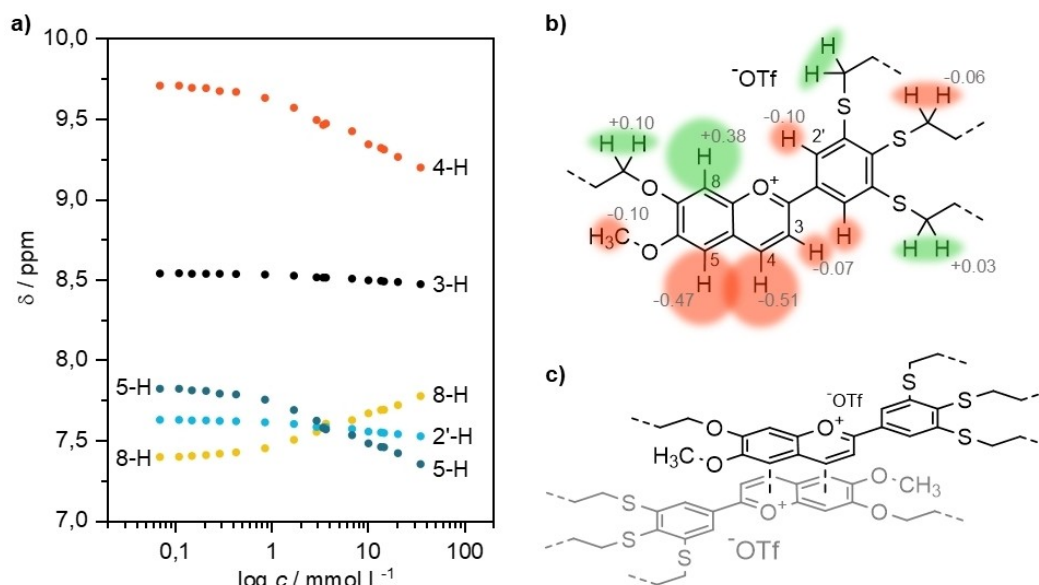 a)
10,0
9,5
9,0
8,5
8,0
7,5
7,0
δ / ppm
4-H
3-H
5-H
8-H
8-H
2'-H
5-H
0,1
1
10
100
log c / mmol l⁻¹
b)
⁻OTf
H
H
-0.06
H H
S
S
S
+0.10
H H
+0.38
H
-0.10
H
2'
8
O
O⁺
-0.10
H₃C
O
5
4
3
H
H
H
H
-0.07
-0.47
-0.51
H H
+0.03
c)
S
S
S
⁻OTf
O
O⁺
H₃C
O
O
CH₃
O
O⁺
S
S
S
⁻OTf